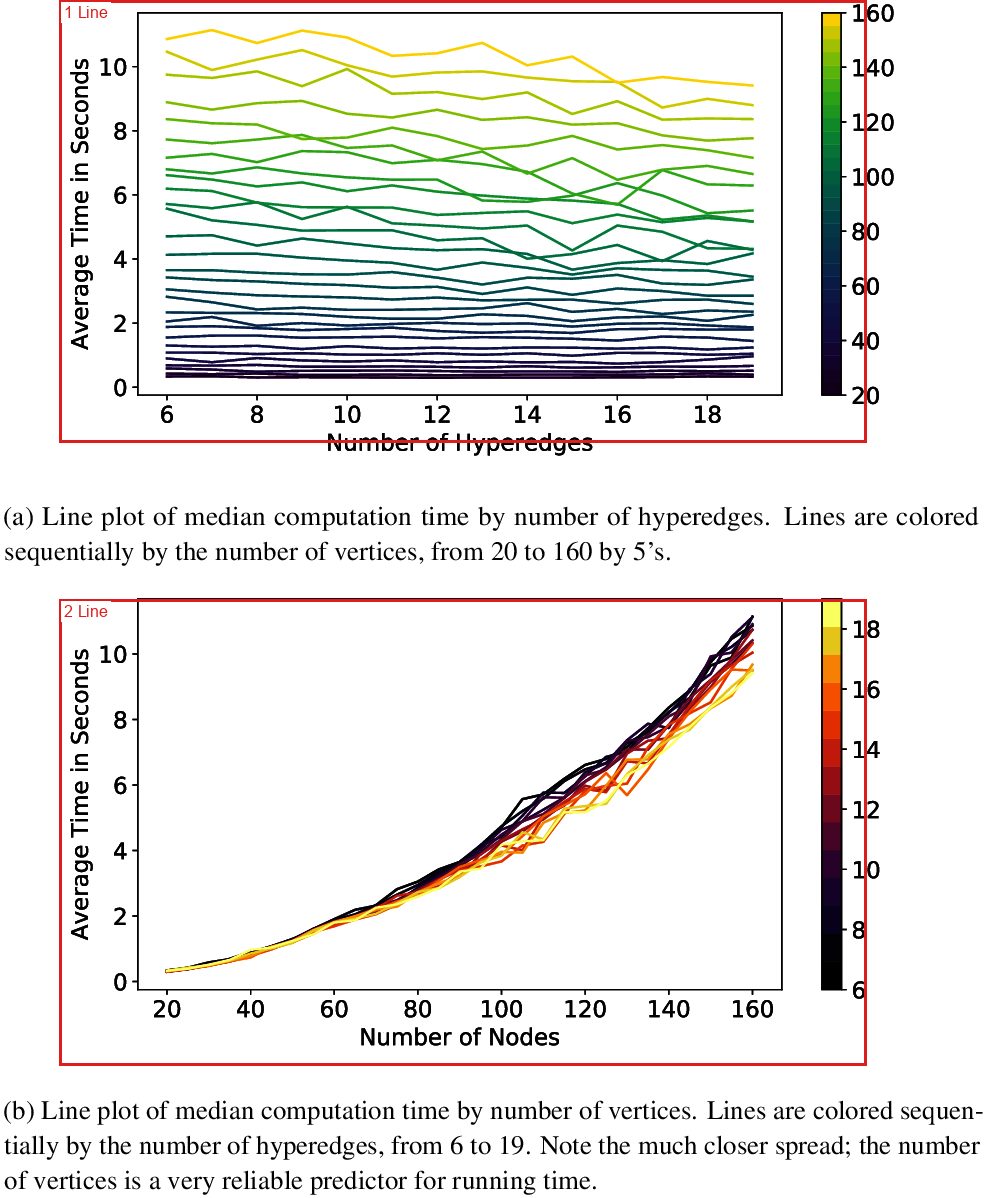 1 Line
Average Time in Seconds
10
8
6
4
2
0
6 8 10 12 14 16 18
Number of Hyperedges
160
140
120
100
80
60
40
20
(a) Line plot of median computation time by number of hyperedges. Lines are colored
sequentially by the number of vertices, from 20 to 160 by 5's.
2 Line
Average Time in Seconds
10
8
6
4
2
0
20 40 60 80 100 120 140 160
Number of Nodes
18
16
14
12
10
8
6
(b) Line plot of median computation time by number of vertices. Lines are colored sequen-
tially by the number of hyperedges, from 6 to 19. Note the much closer spread; the number
of vertices is a very reliable predictor for running time.